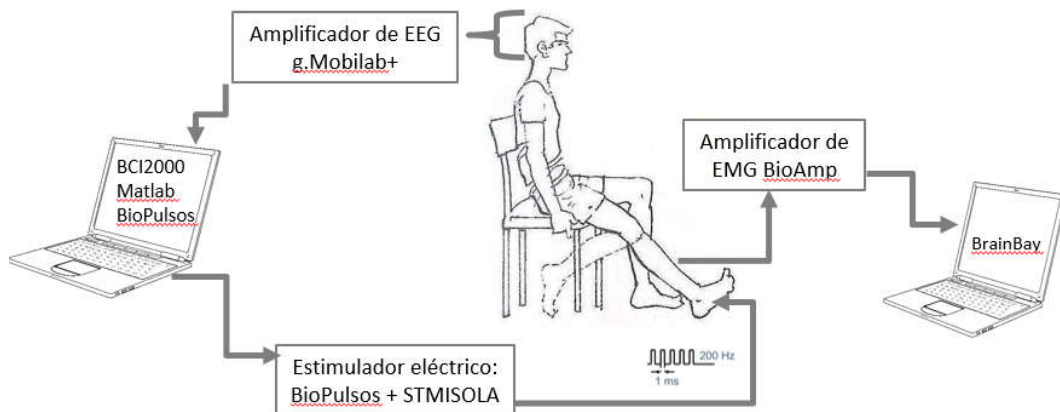 Amplificador de EEG
g.Mobilab+
BCI2000
Matlab
BioPulsos
Amplificador de
EMG BioAmp
BrainBay
Estimulador eléctrico:
BioPulsos + STMISOLA
200 Hz
1 ms